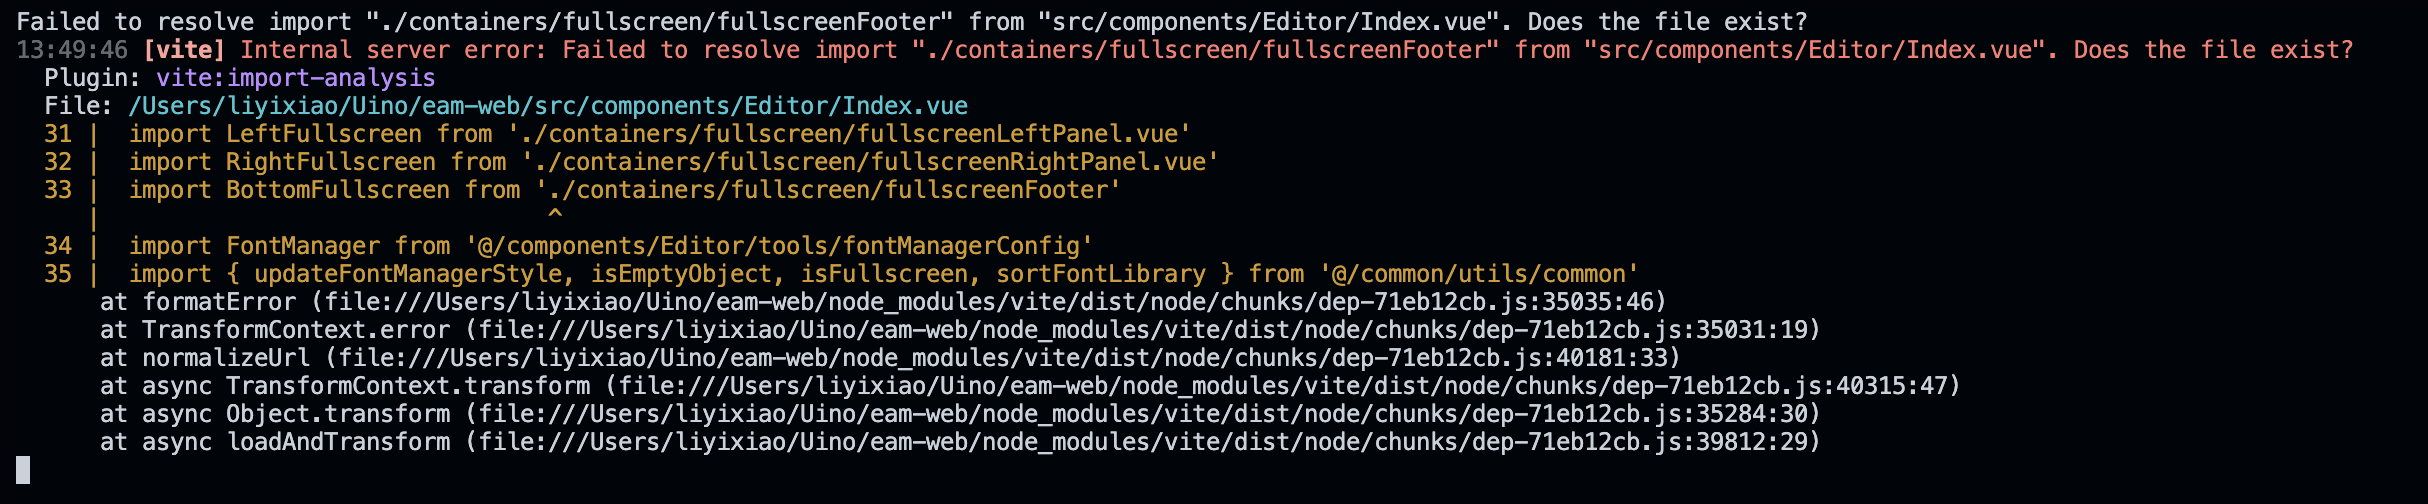 Failed to resolve import "./containers/fullscreen/fullscreenFooter" from "src/components/Editor/Index.vue". Does the file exist?
13:49:46 [vite] Internal server error: Failed to resolve import "./containers/fullscreen/fullscreenFooter" from "src/components/Editor/Index.vue". Does the file exist?
  Plugin: vite:import-analysis
  File: /Users/liyixiao/Uino/eam-web/src/components/Editor/Index.vue
  31 |  import LeftFullscreen from './containers/fullscreen/fullscreenLeftPanel.vue'
  32 |  import RightFullscreen from './containers/fullscreen/fullscreenRightPanel.vue'
  33 |  import BottomFullscreen from './containers/fullscreen/fullscreenFooter'
     |                                ^
  34 |  import FontManager from '@/components/Editor/tools/fontManagerConfig'
  35 |  import { updateFontManagerStyle, isEmptyObject, isFullscreen, sortFontLibrary } from '@/common/utils/common'
      at formatError (file:///Users/liyixiao/Uino/eam-web/node_modules/vite/dist/node/chunks/dep-71eb12cb.js:35035:46)
      at TransformContext.error (file:///Users/liyixiao/Uino/eam-web/node_modules/vite/dist/node/chunks/dep-71eb12cb.js:35031:19)
      at normalizeUrl (file:///Users/liyixiao/Uino/eam-web/node_modules/vite/dist/node/chunks/dep-71eb12cb.js:40181:33)
      at async TransformContext.transform (file:///Users/liyixiao/Uino/eam-web/node_modules/vite/dist/node/chunks/dep-71eb12cb.js:40315:47)
      at async Object.transform (file:///Users/liyixiao/Uino/eam-web/node_modules/vite/dist/node/chunks/dep-71eb12cb.js:35284:30)
      at async loadAndTransform (file:///Users/liyixiao/Uino/eam-web/node_modules/vite/dist/node/chunks/dep-71eb12cb.js:39812:29)